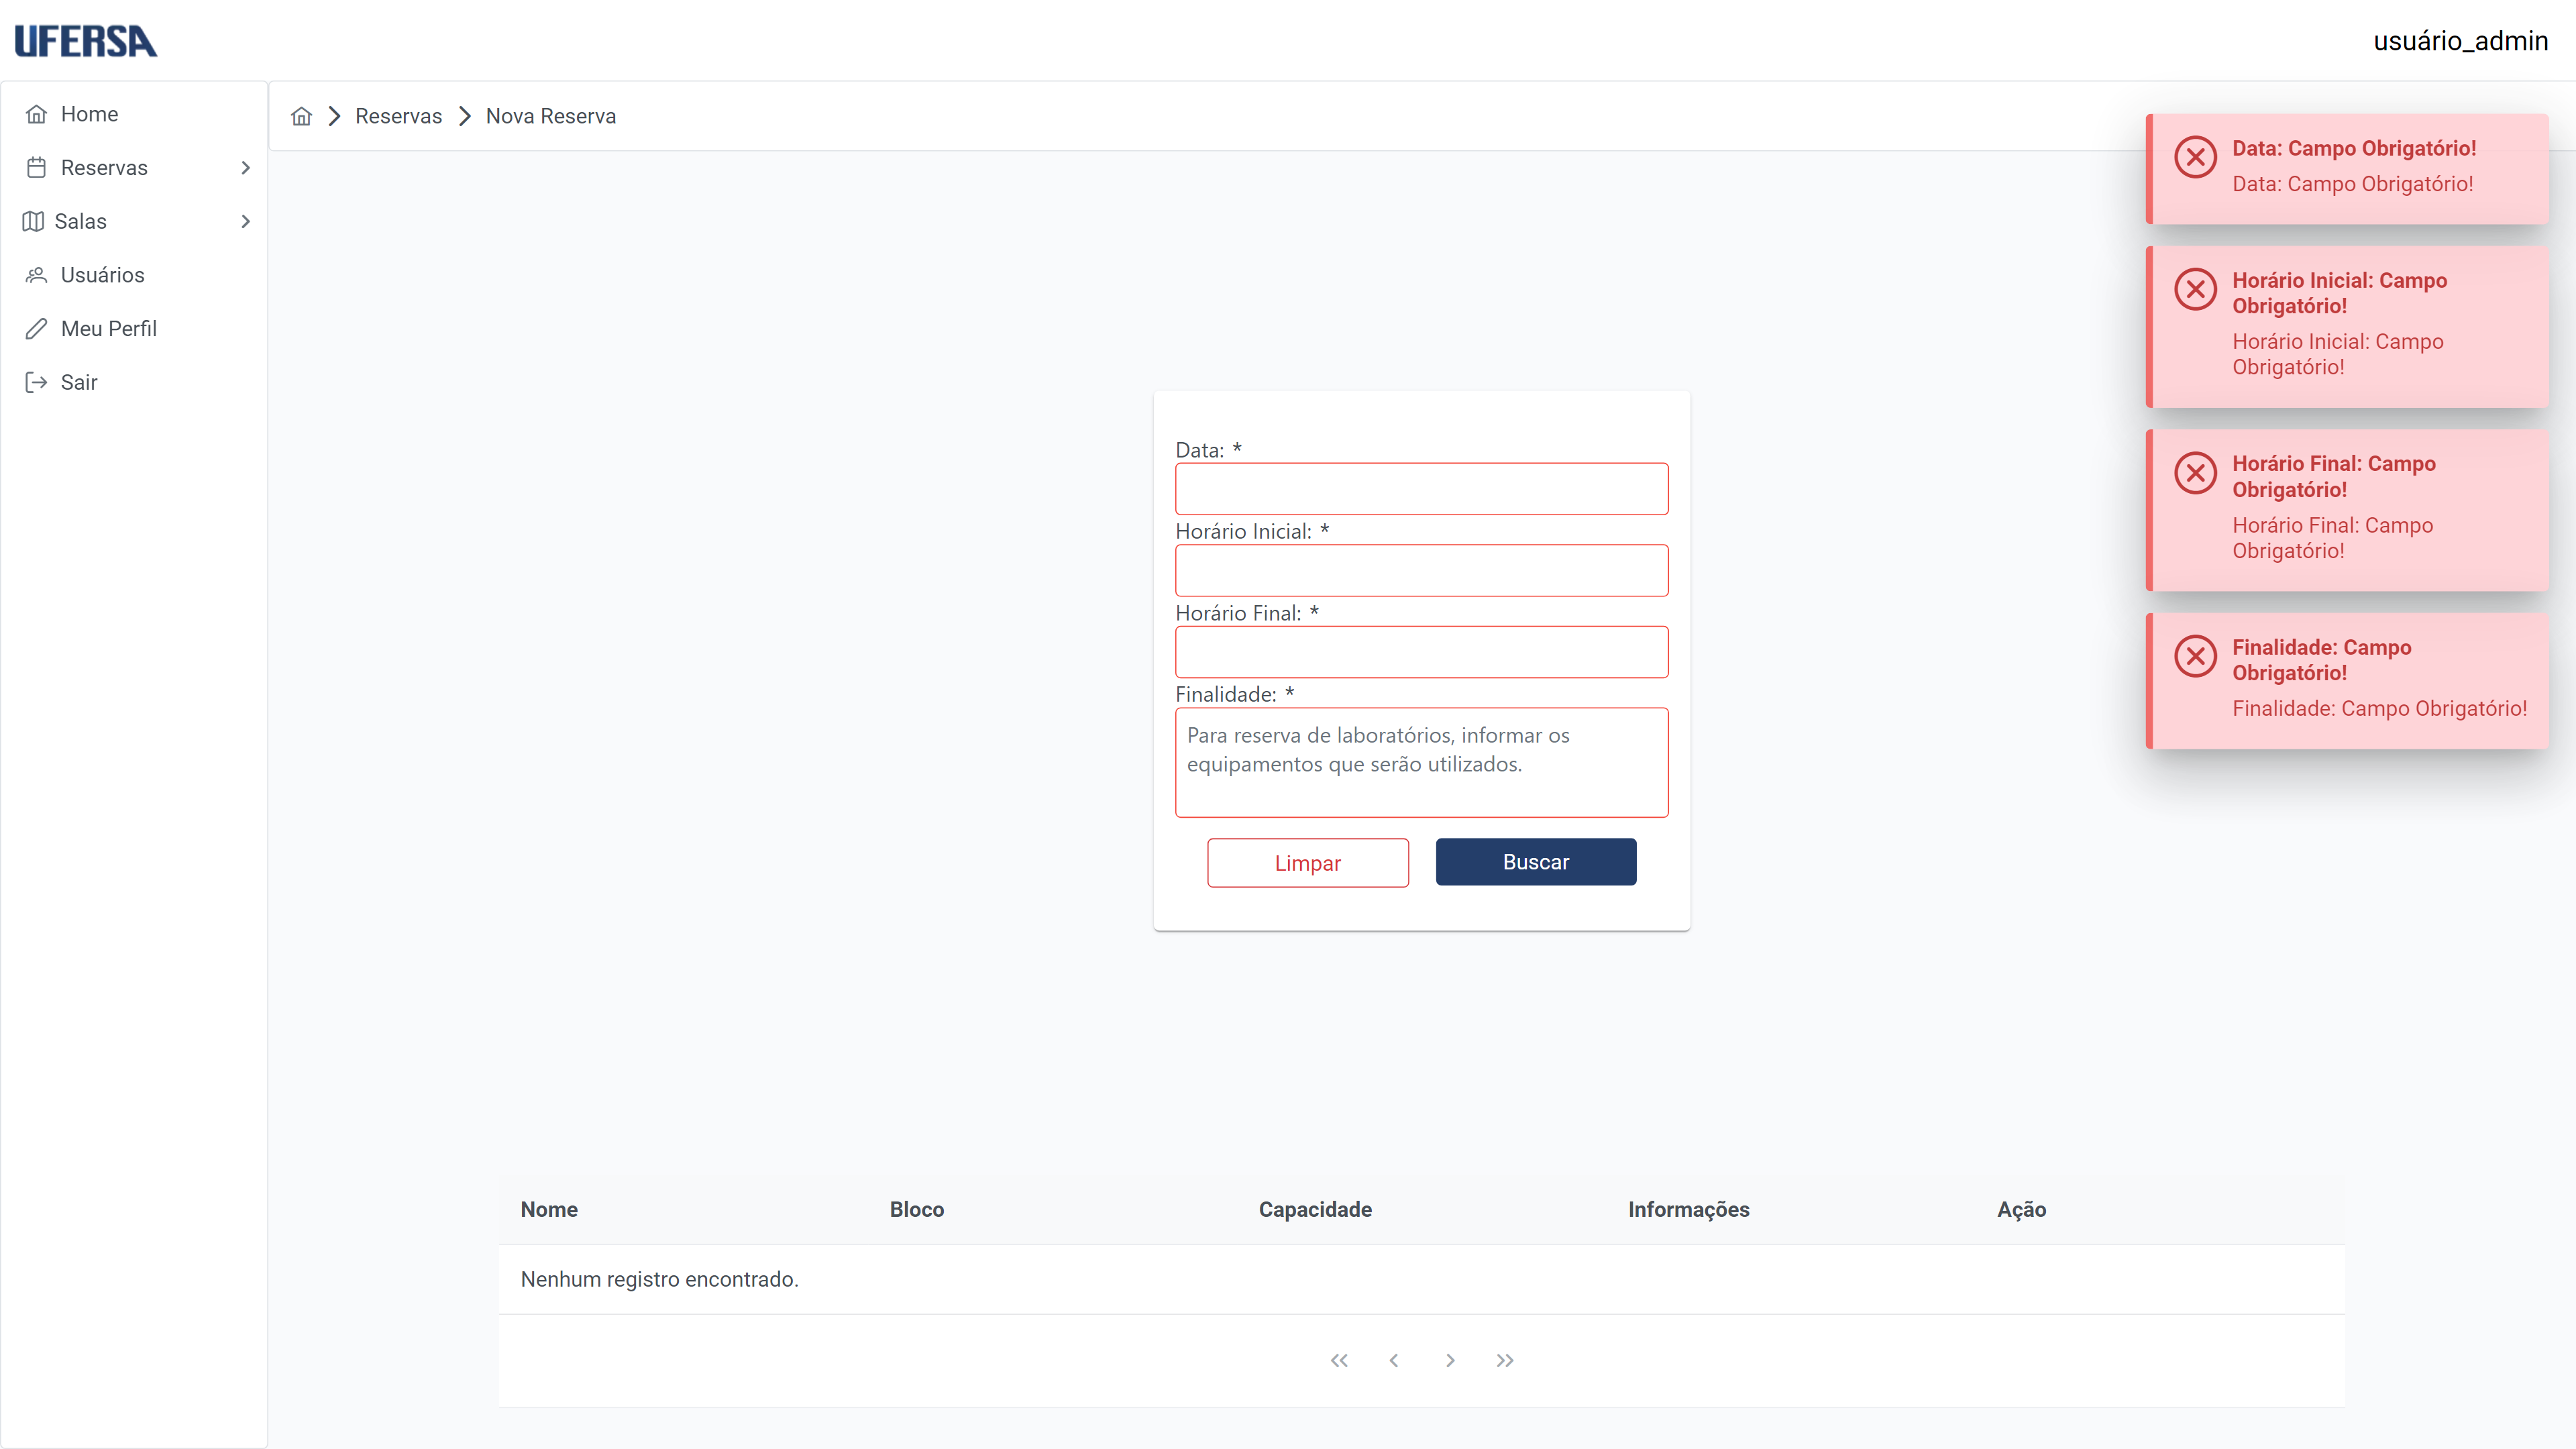 UFERSA
usuário_admin
Home
Reservas
Salas
Usuários
Meu Perfil
Sair
Reservas
Nova Reserva
Data: Campo Obrigatório!
Data: Campo Obrigatório!
Horário Inicial: Campo
Obrigatório!
Horário Inicial: Campo
Obrigatório!
Horário Final: Campo
Obrigatório!
Horário Final: Campo
Obrigatório!
Finalidade: Campo
Obrigatório!
Finalidade: Campo Obrigatório!
Data: *
Horário Inicial: *
Horário Final: *
Finalidade: *
Para reserva de laboratórios, informar os
equipamentos que serão utilizados.
Limpar
Buscar
Nome Bloco Capacidade Informações Ação
Nenhum registro encontrado.